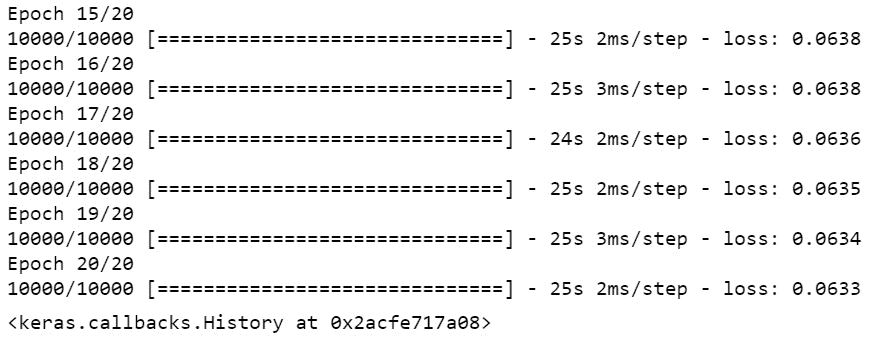 Epoch 15/20
10000/10000 [==============================] - 25s 2ms/step - loss: 0.0638
Epoch 16/20
10000/10000 [==============================] - 25s 3ms/step - loss: 0.0638
Epoch 17/20
10000/10000 [==============================] - 24s 2ms/step - loss: 0.0636
Epoch 18/20
10000/10000 [==============================] - 25s 2ms/step - loss: 0.0635
Epoch 19/20
10000/10000 [==============================] - 25s 3ms/step - loss: 0.0634
Epoch 20/20
10000/10000 [==============================] - 25s 2ms/step - loss: 0.0633
<keras.callbacks.History at 0x2acfe717a08>